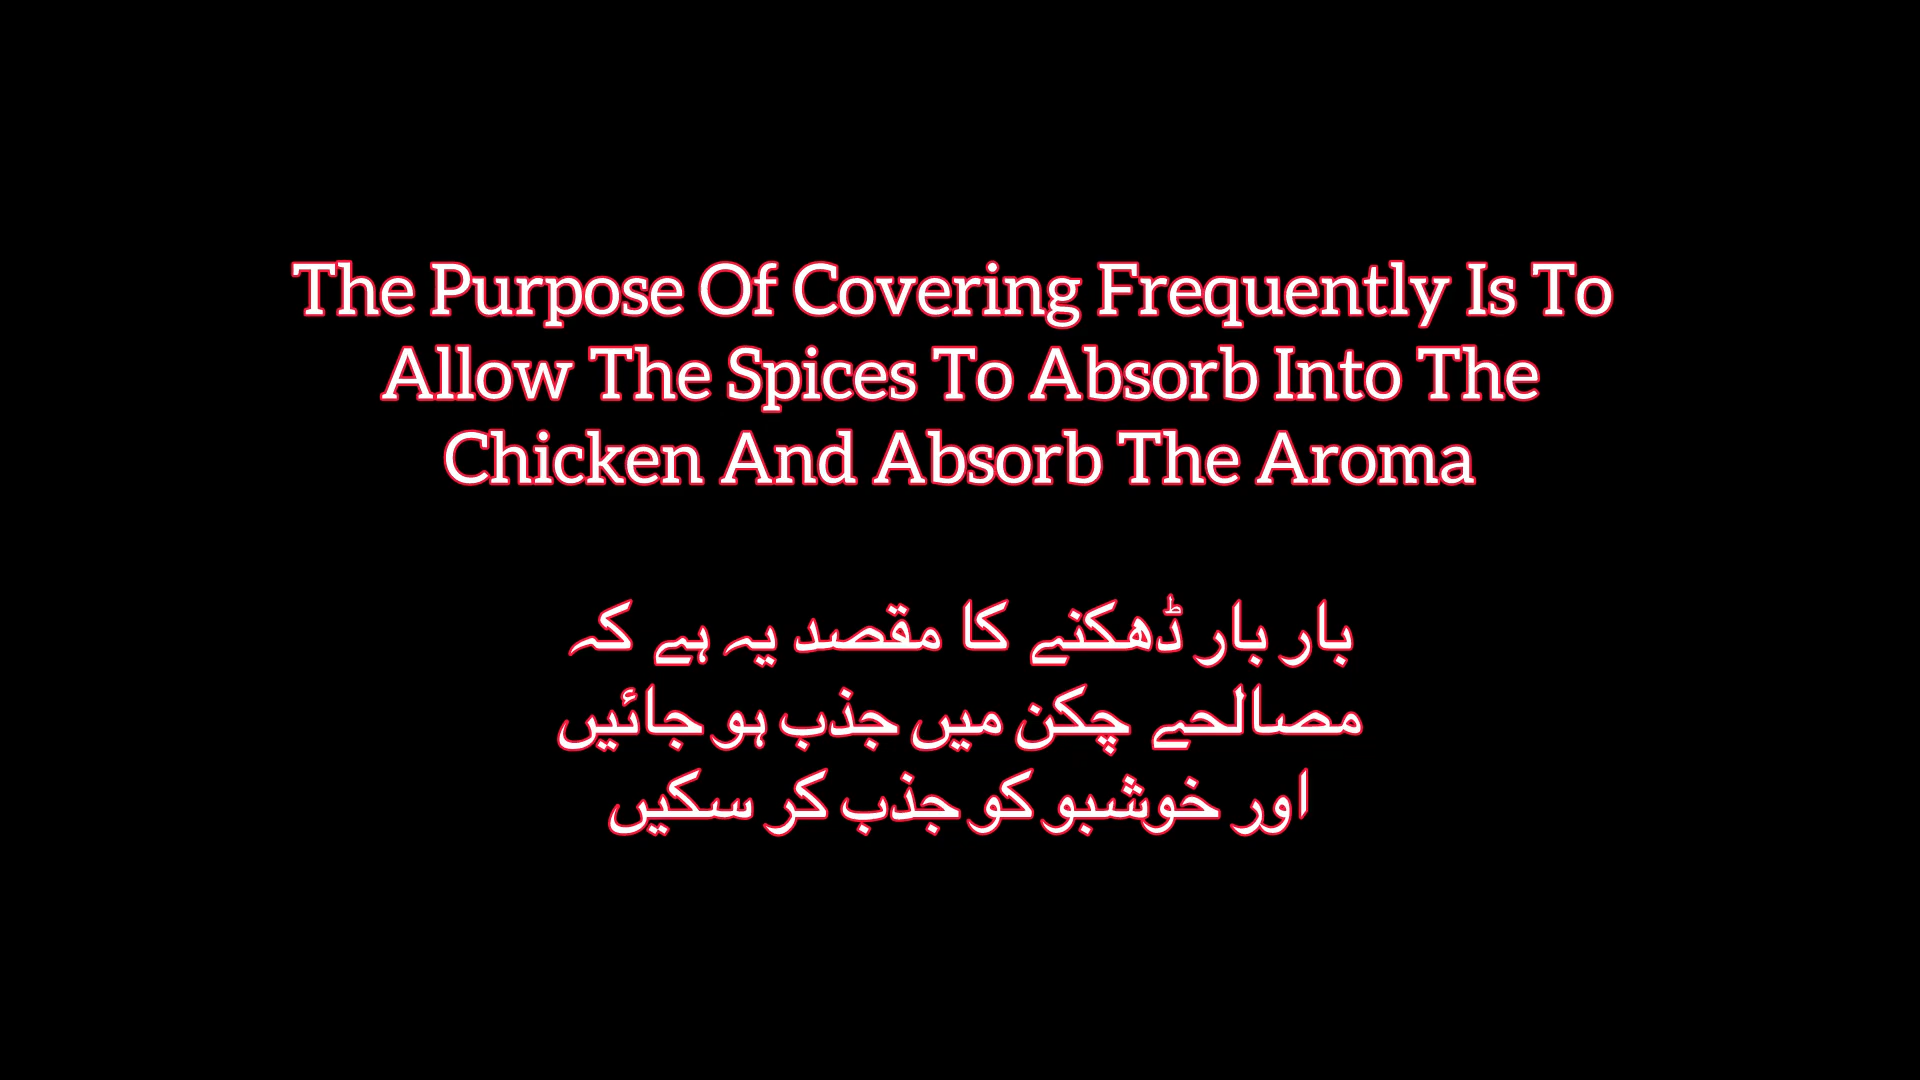 The Purpose Of Covering Frequently Is To
Allow The Spices To Absorb Into The
Chicken And Absorb The Aroma
بار بار ڈھکنے کا مقصد یہ ہے کہ
مصالحے چکن میں جذب ہو جائیں
اور خوشبو کو جذب کر سکیں